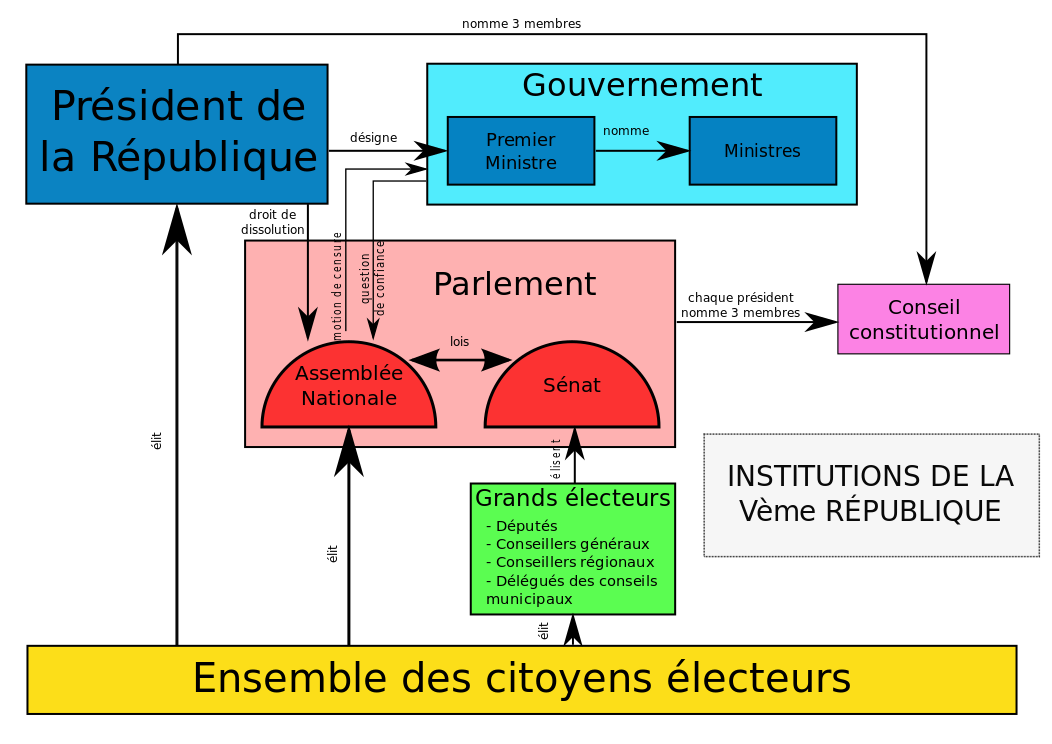 nomme 3 membres
Président de
la République
désigne
Gouvernement
Premier
Ministre
nomme
Ministres
droit de
dissolution
motion de censure
question
de confiance
Parlement
lois
Assemblée
Nationale
Sénat
chaque président
nomme 3 membres
Conseil
constitutionnel
élit
élit
élisent
Grands électeurs
- Députés
- Conseillers généraux
- Conseillers régionaux
- Délégués des conseils
municipaux
élit
INSTITUTIONS DE LA
Vème RÉPUBLIQUE
Ensemble des citoyens électeurs